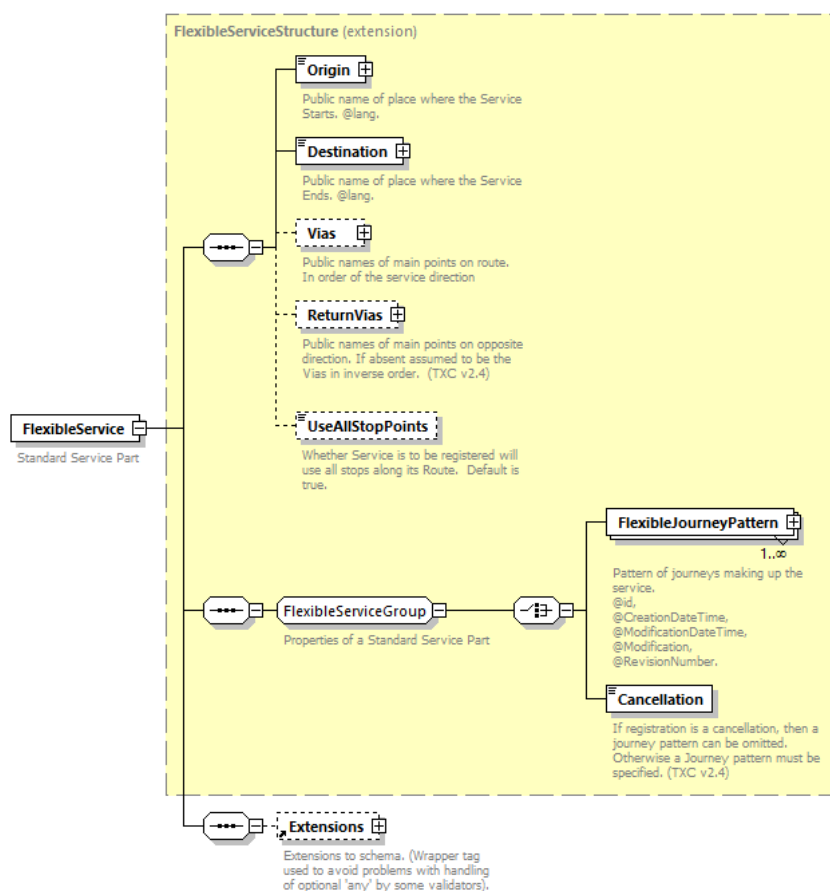 FlexibleServiceStructure (extension)
Origin
Public name of place where the Service
Starts. @lang.
Destination
Public name of place where the Service
Ends. @lang.
Vias
Public names of main points on route.
In order of the service direction
ReturnVias
Public names of main points on opposite
direction. If absent assumed to be the
Vias in inverse order.  (TXC v2.4)
UseAllStopPoints
Whether Service is to be registered will
use all stops along its Route.  Default is
true.
FlexibleService
Standard Service Part
FlexibleServiceGroup
Properties of a Standard Service Part
FlexibleJourneyPattern
1..∞
Pattern of journeys making up the
service.
@id,
@CreationDateTime,
@ModificationDateTime,
@Modification,
@RevisionNumber.
Cancellation
If registration is a cancellation, then a
journey pattern can be omitted.
Otherwise a Journey pattern must be
specified. (TXC v2.4)
Extensions
Extensions to schema. (Wrapper tag
used to avoid problems with handling
of optional 'any' by some validators).